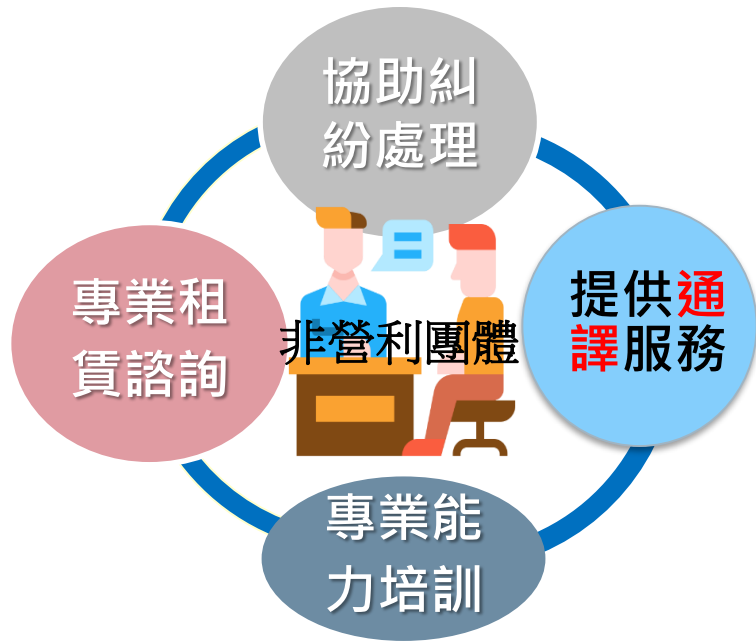 協助糾
紛處理
專業租
賃諮詢
非營利團體
提供通
譯服務
專業能
力培訓